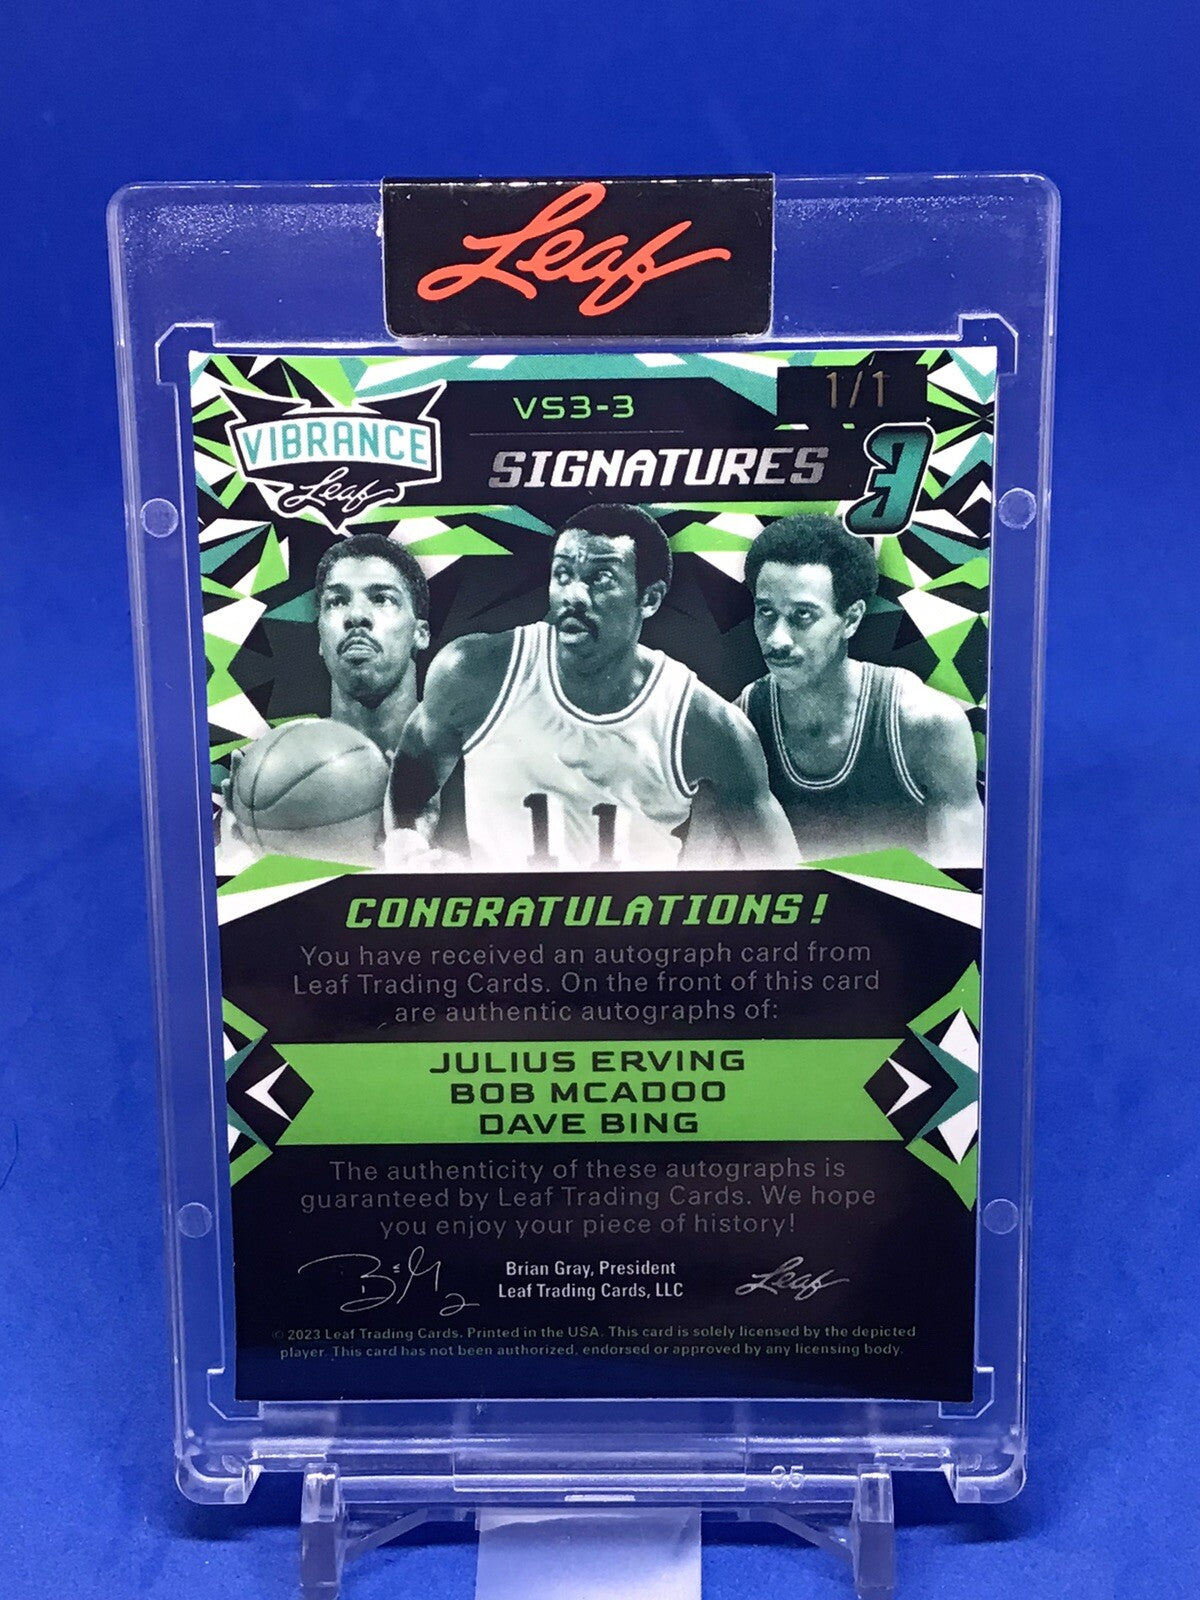 Leaf
VS3-3
1/1
VIBRANCE
Leaf
SIGNATURES
3
11
CONGRATULATIONS!
You have received an autograph card from
Leaf Trading Cards. On the front of this card
are authentic autographs of:
JULIUS ERVING
BOB MCADOO
DAVE BING
The authenticity of these autographs is
guaranteed by Leaf Trading Cards. We hope
you enjoy your piece of history!
Brian Gray, President
Leaf Trading Cards, LLC
Leaf
© 2023 Leaf Trading Cards. Printed in the USA. This card is solely licensed by the depicted
player. This card has not been authorized, endorsed or approved by any licensing body.
35